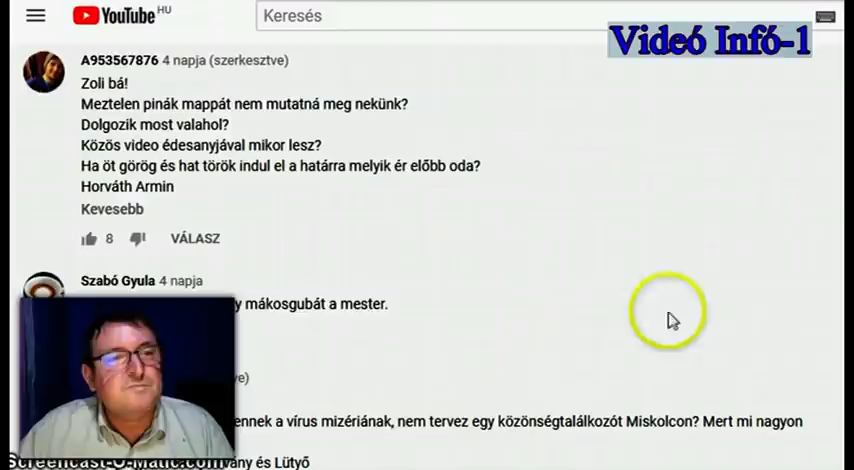 YouTube HU
Keresés
Videó Infó-1
A953567876 4 napja (szerkesztve)
Zoli bá!
Meztelen pinák mappát nem mutatná meg nekünk?
Dolgozik most valahol?
Közös video édesanyjával mikor lesz?
Ha öt görög és hat török indul el a határra melyik ér előbb oda?
Horváth Armin
Kevesebb
8 VÁLASZ
Szabó Gyula 4 napja
y mákosgubát a mester.
ve)
ennek a vírus mizériának, nem tervez egy közönségtalálkozót Miskolcon? Mert mi nagyon
Screencast-O-Matic.com
vány és Lütyő